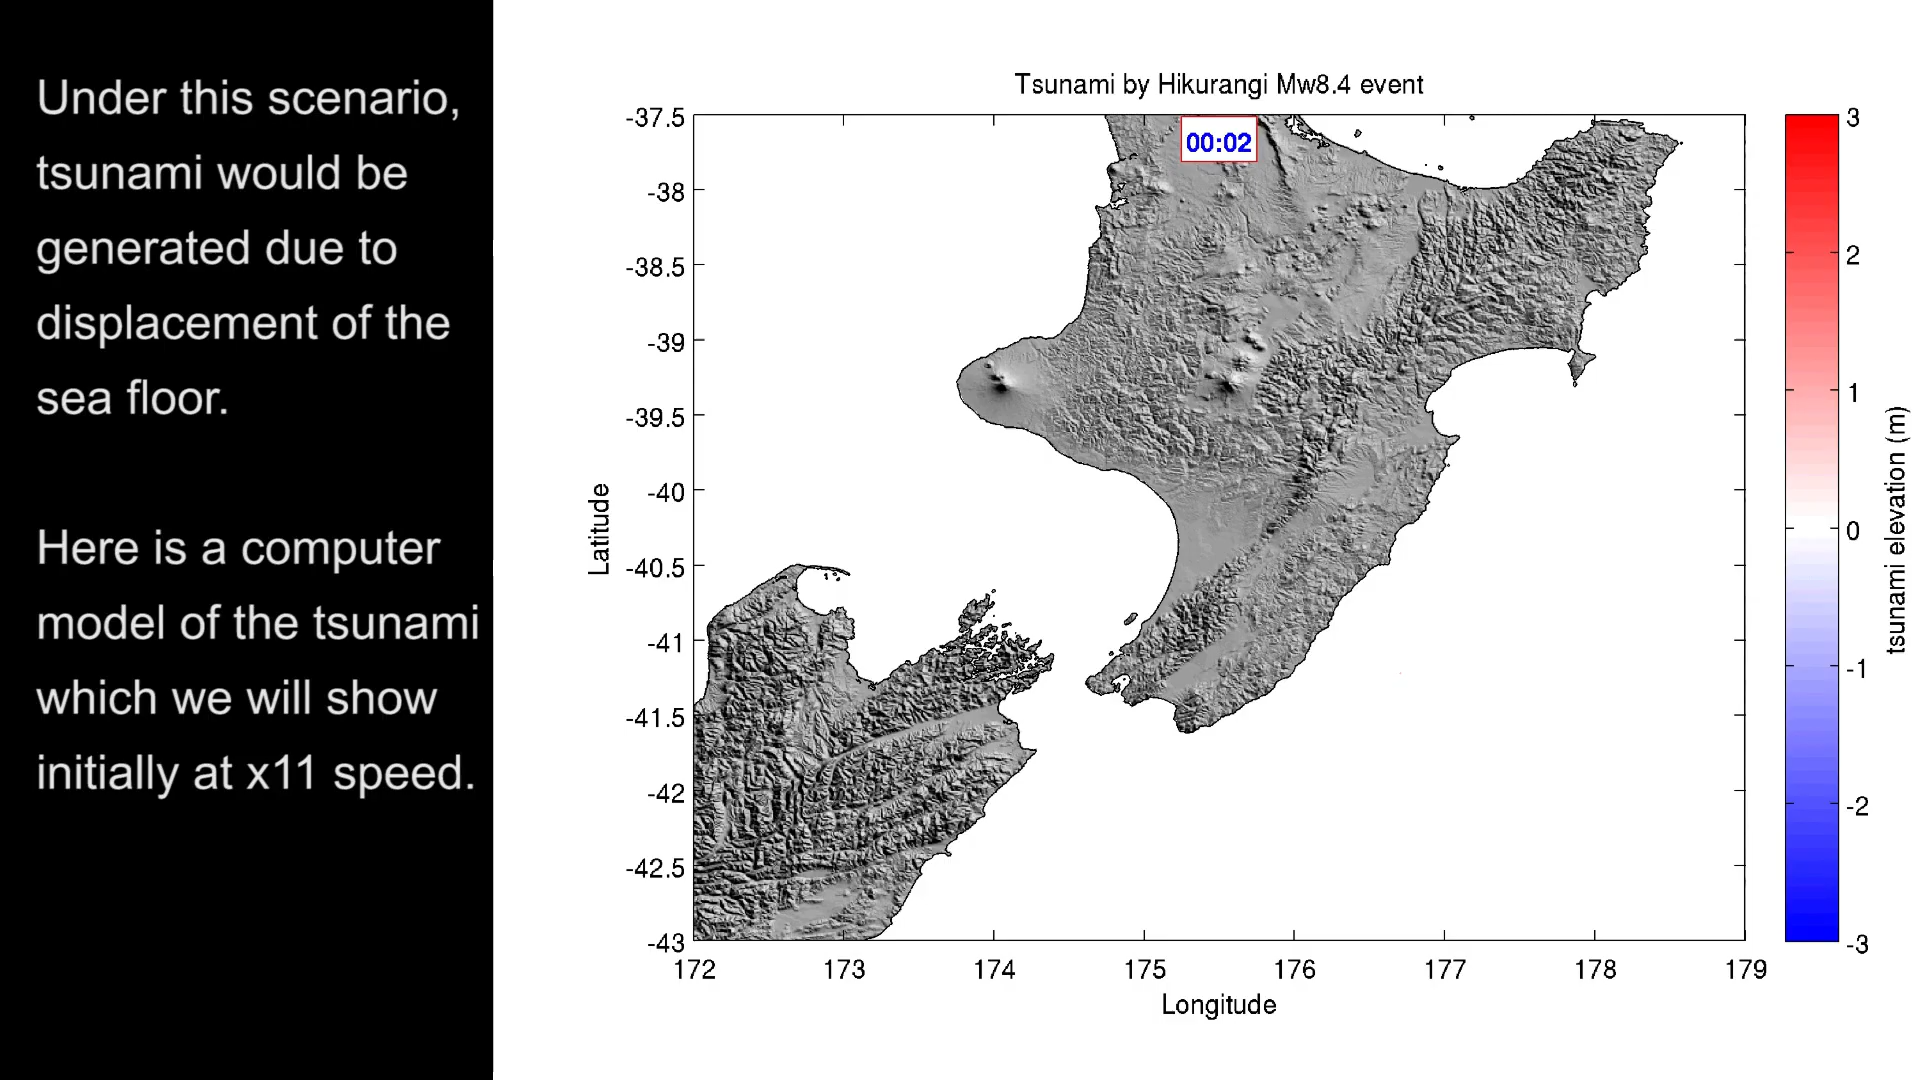 Under this scenario,
tsunami would be
generated due to
displacement of the
sea floor.
Here is a computer
model of the tsunami
which we will show
initially at x11 speed.
Tsunami by Hikurangi Mw8.4 event
00:02
Latitude
-37.5
-38
-38.5
-39
-39.5
-40
-40.5
-41
-41.5
-42
-42.5
-43
172 173 174 175 176 177 178 179
Longitude
3
2
1
0
-1
-2
-3
tsunami elevation (m)